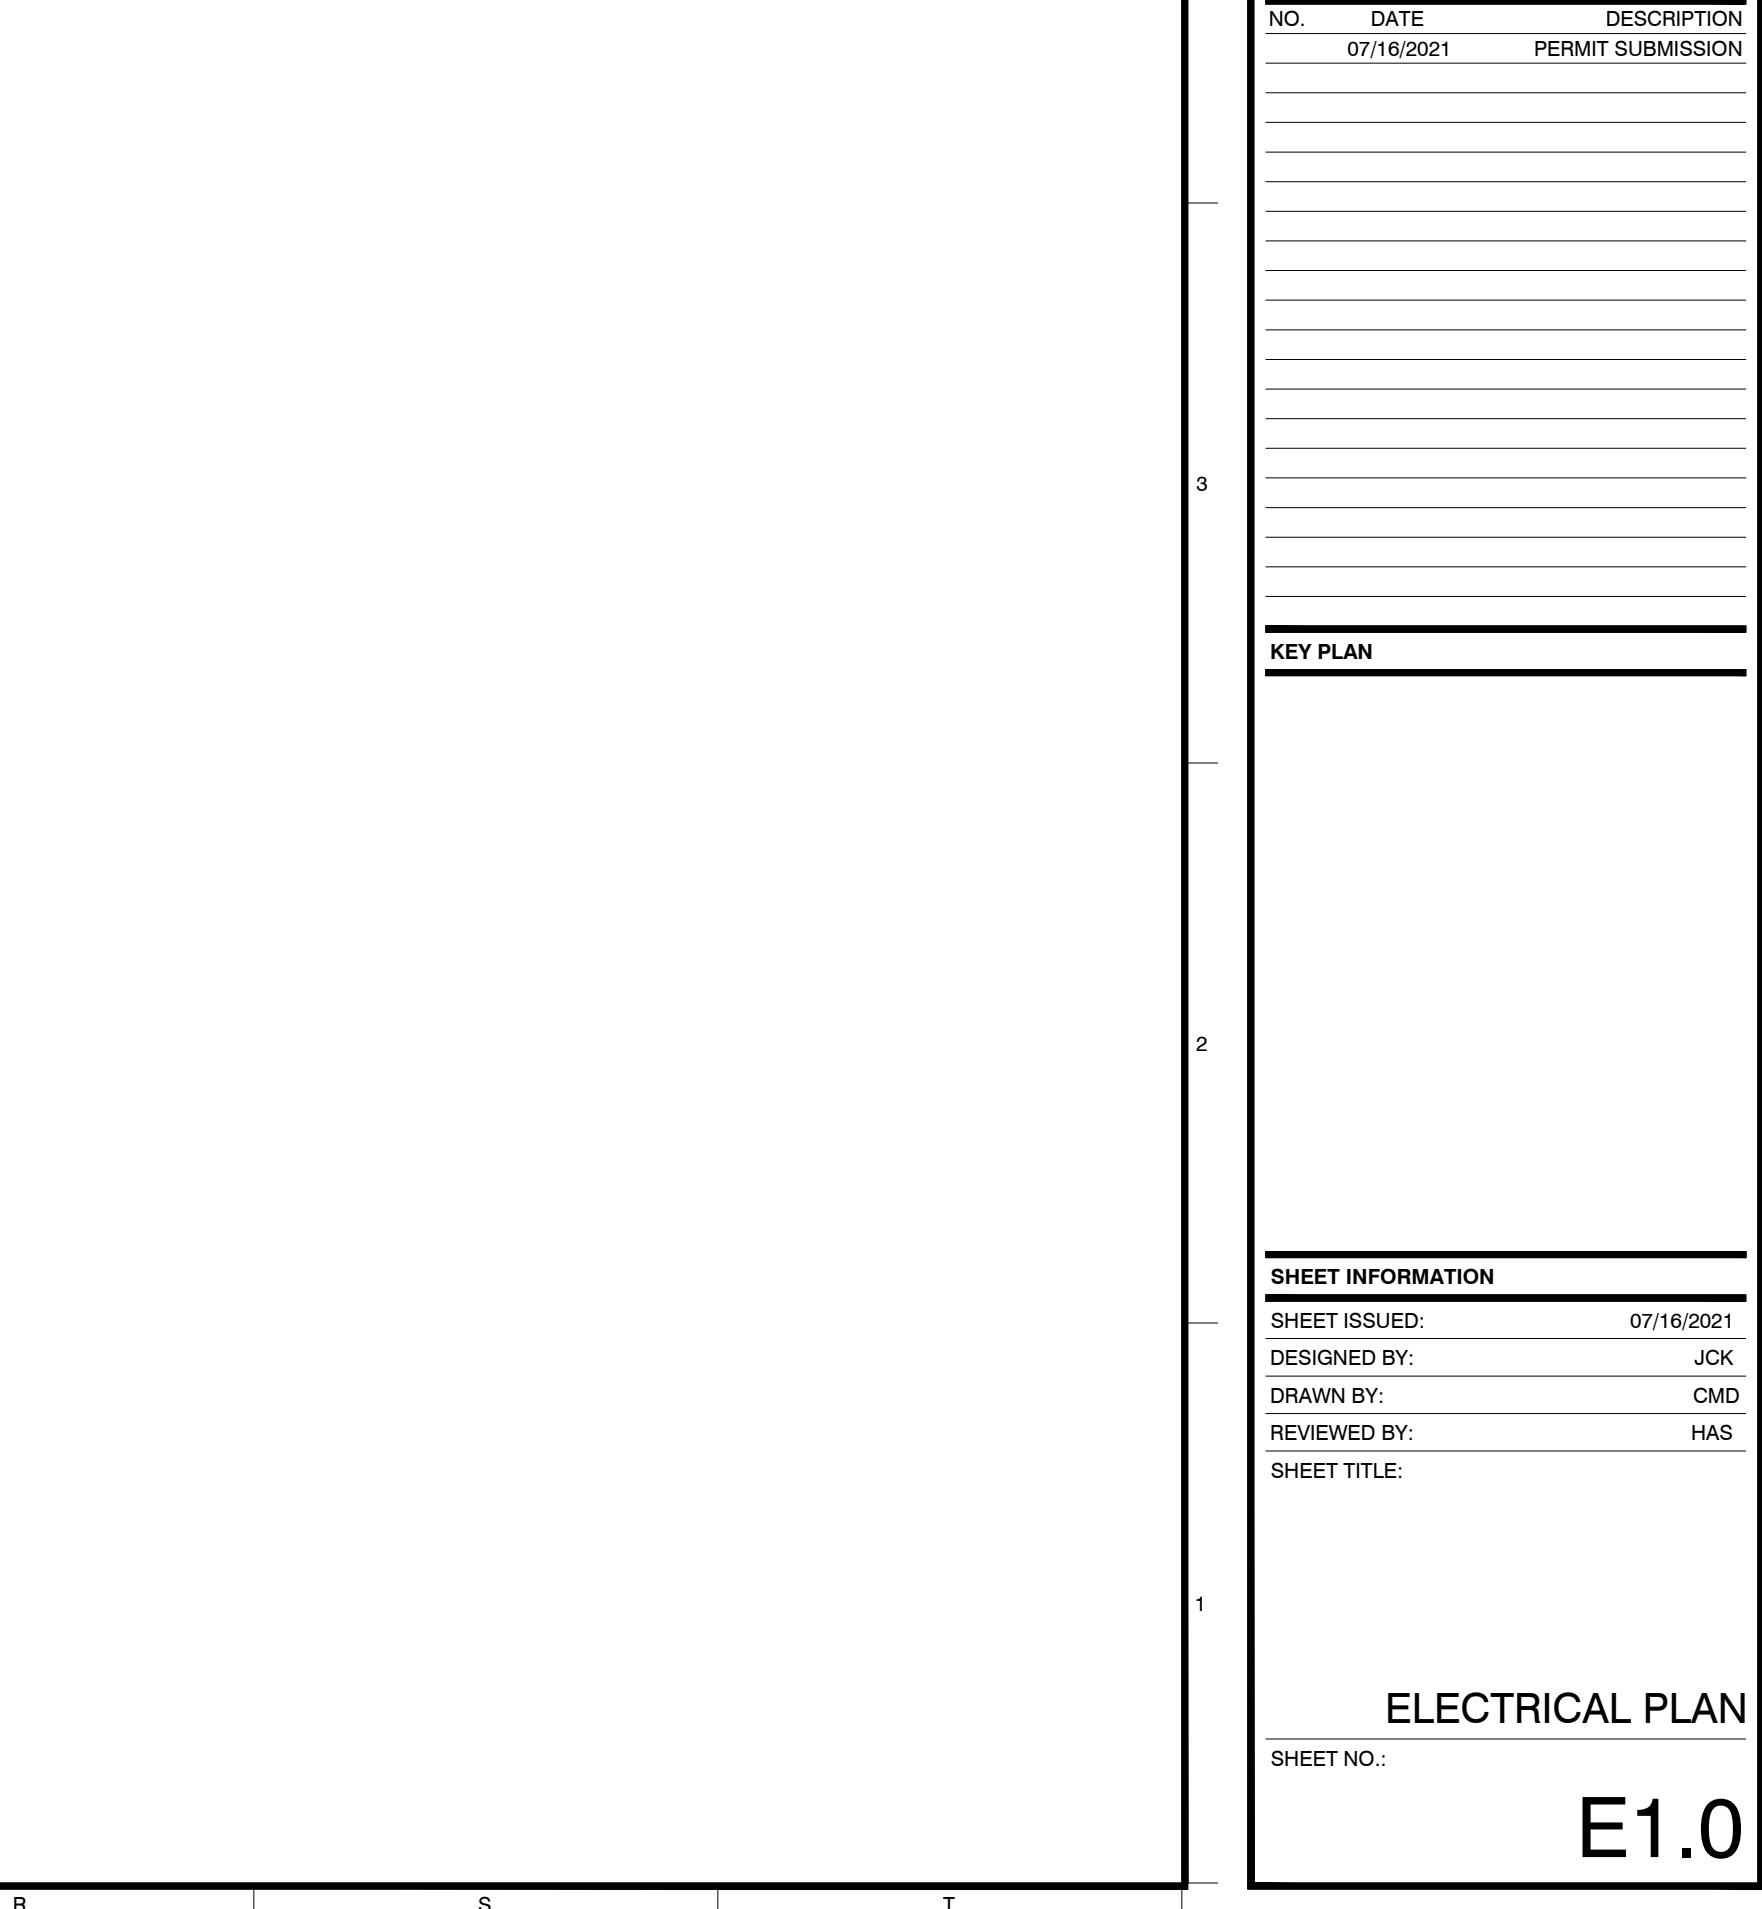 NO. DATE DESCRIPTION
07/16/2021 PERMIT SUBMISSION
3
KEY PLAN
2
SHEET INFORMATION
SHEET ISSUED: 07/16/2021
DESIGNED BY: JCK
DRAWN BY: CMD
REVIEWED BY: HAS
SHEET TITLE:
1
ELECTRICAL PLAN
SHEET NO.:
E1.0
R S T